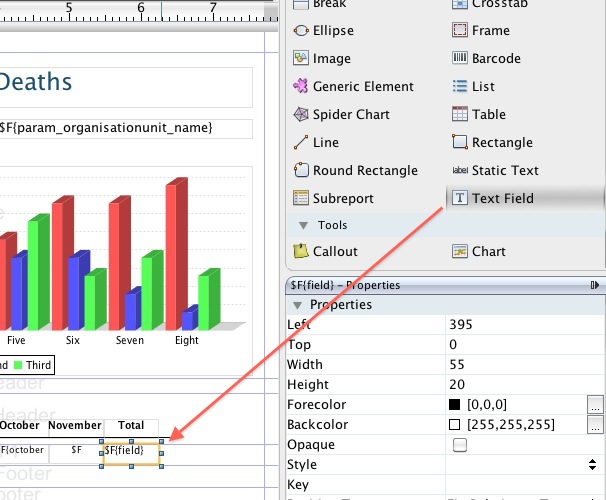 5 6 7
Deaths
$F{param_organisationunit_name}
Five Six Seven Eight
nd Third
eader
October November Total
F{october $F $F{field}
Footer
ooter
Break Crosstab
Ellipse Frame
Image Barcode
Generic Element List
Spider Chart Table
Line Rectangle
Round Rectangle label Static Text
Subreport T Text Field
Tools
Callout Chart
$F{field} – Properties
Properties
Left 395
Top 0
Width 55
Height 20
Forecolor [0,0,0] ...
Backcolor [255,255,255] ...
Opaque
Style
Key